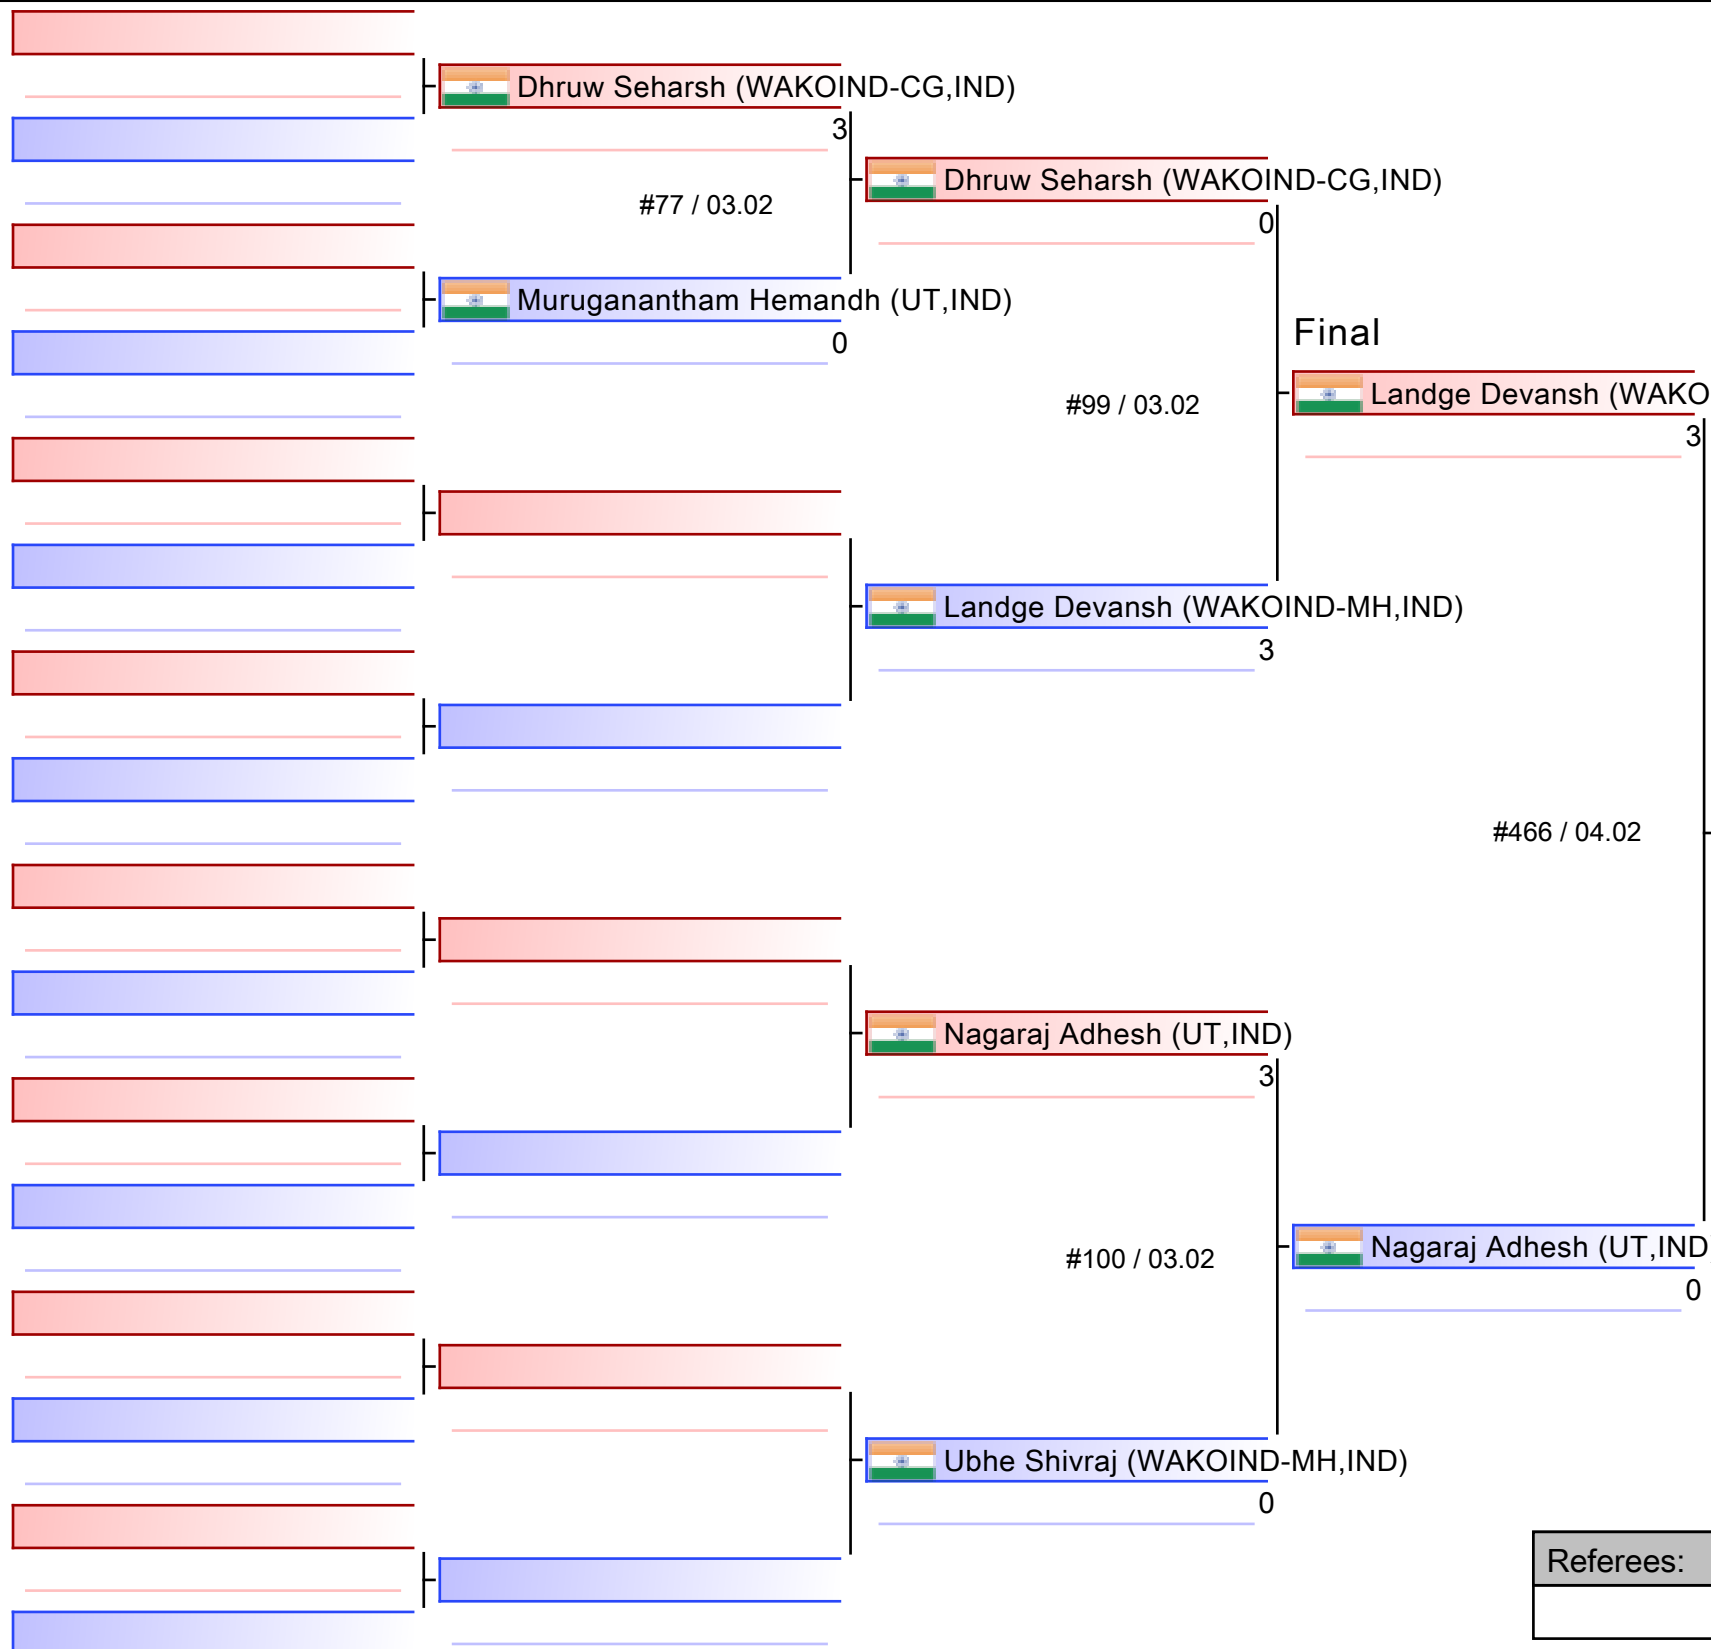 Dhruw Seharsh (WAKOIND-CG,IND)
3
#77 / 03.02
Muruganantham Hemandh (UT,IND)
0
Dhruw Seharsh (WAKOIND-CG,IND)
0
#99 / 03.02
Landge Devansh (WAKOIND-MH,IND)
3
Final
Landge Devansh (WAKO
3
#466 / 04.02
Nagaraj Adhesh (UT,IND)
3
#100 / 03.02
Ubhe Shivraj (WAKOIND-MH,IND)
0
Nagaraj Adhesh (UT,IND
0
Referees: